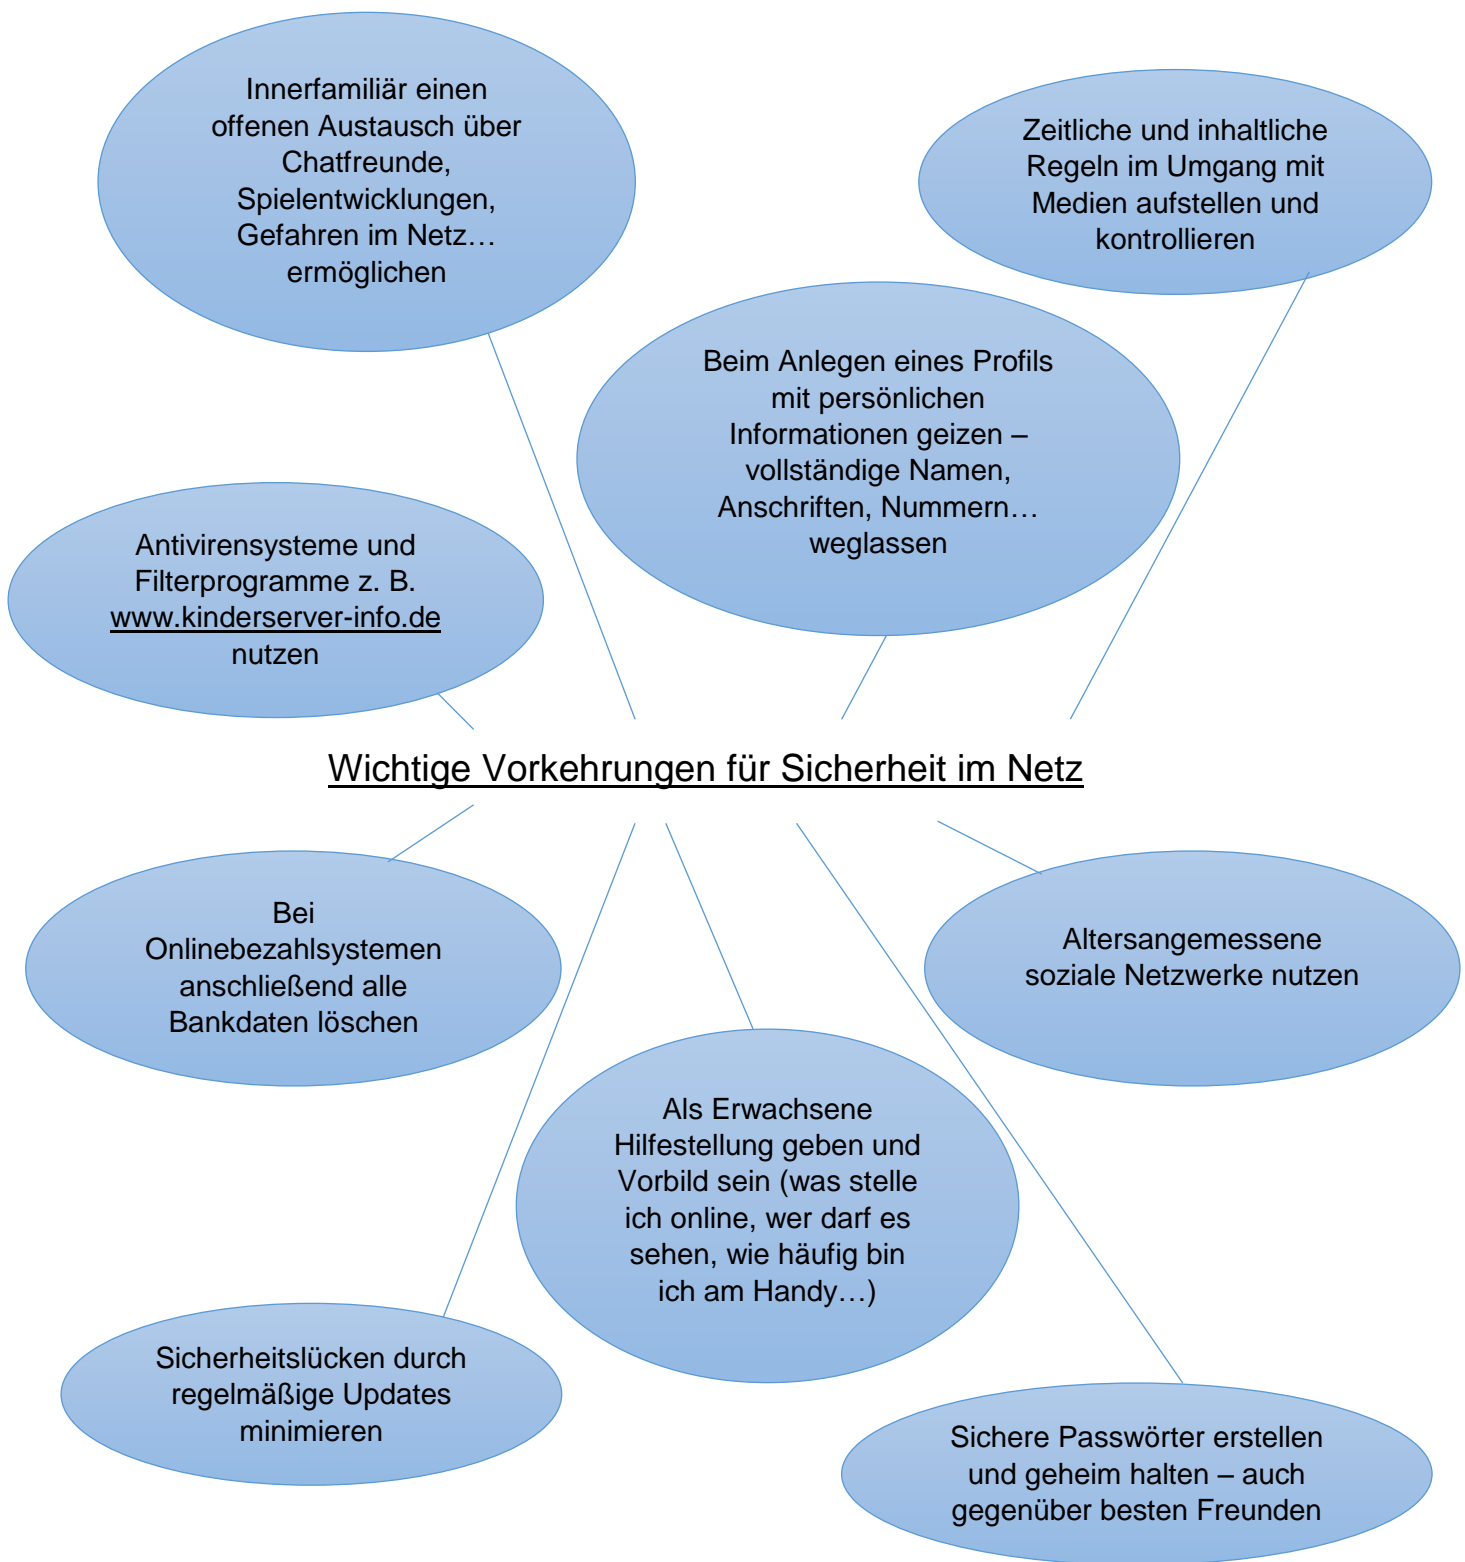 Innerfamiliär einen
offenen Austausch über
Chatfreunde,
Spielentwicklungen,
Gefahren im Netz…
ermöglichen
Zeitliche und inhaltliche
Regeln im Umgang mit
Medien aufstellen und
kontrollieren
Beim Anlegen eines Profils
mit persönlichen
Informationen geizen –
vollständige Namen,
Anschriften, Nummern…
weglassen
Antivirensysteme und
Filterprogramme z. B.
www.kinderserver-info.de
nutzen
Wichtige Vorkehrungen für Sicherheit im Netz
Bei
Onlinebezahlsystemen
anschließend alle
Bankdaten löschen
Altersangemessene
soziale Netzwerke nutzen
Als Erwachsene
Hilfestellung geben und
Vorbild sein (was stelle
ich online, wer darf es
sehen, wie häufig bin
ich am Handy…)
Sicherheitslücken durch
regelmäßige Updates
minimieren
Sichere Passwörter erstellen
und geheim halten – auch
gegenüber besten Freunden